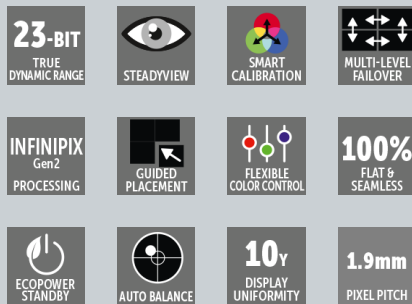 23-BIT
TRUE
DYNAMIC RANGE
STEADYVIEW
SMART
CALIBRATION
MULTI-LEVEL
FAILOVER
INFINIPIX
Gen2
PROCESSING
GUIDED
PLACEMENT
FLEXIBLE
COLOR CONTROL
100%
FLAT &
SEAMLESS
ECOPOWER
STANDBY
AUTO BALANCE
10Y
DISPLAY
UNIFORMITY
1.9mm
PIXEL PITCH